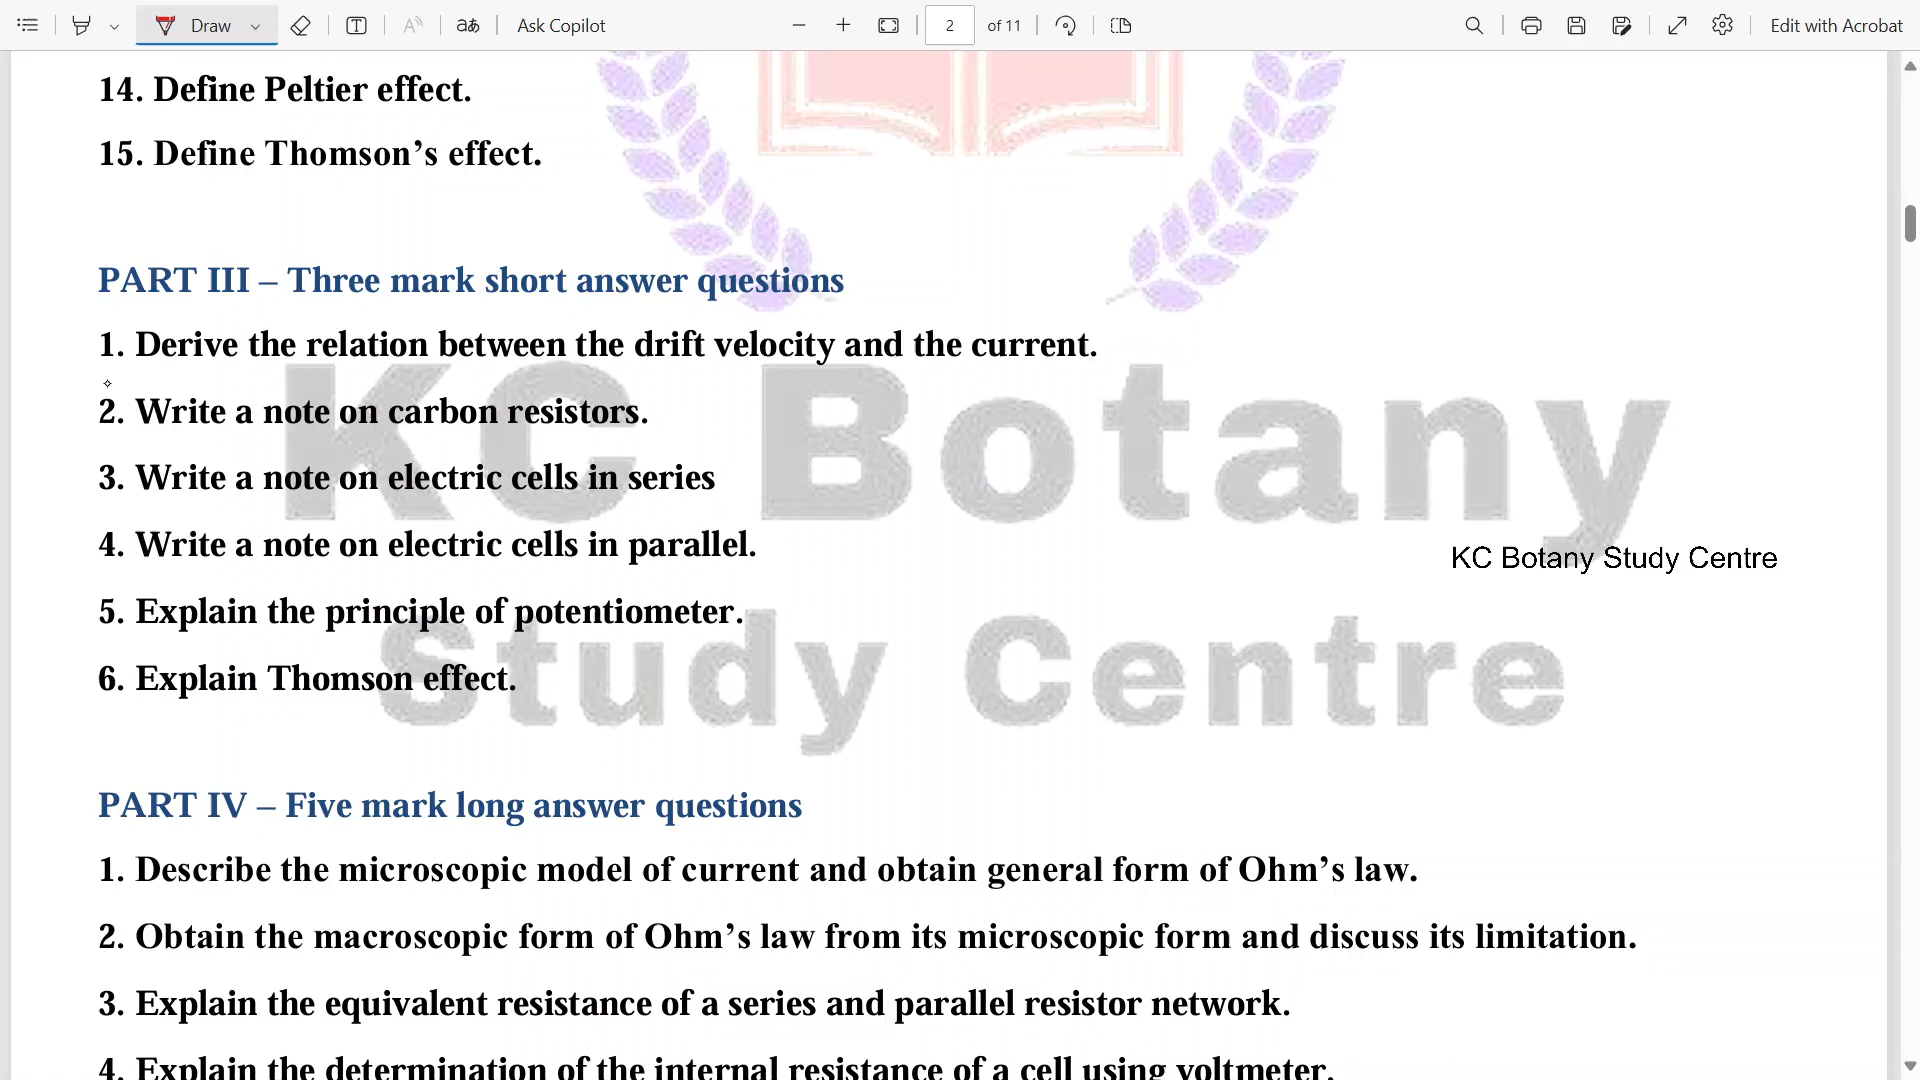 Draw
Ask Copilot
2 of 11
Edit with Acrobat
14. Define Peltier effect.
15. Define Thomson’s effect.
PART III – Three mark short answer questions
1. Derive the relation between the drift velocity and the current.
2. Write a note on carbon resistors.
3. Write a note on electric cells in series
4. Write a note on electric cells in parallel.
5. Explain the principle of potentiometer.
6. Explain Thomson effect.
KC Botany
Study Centre
KC Botany Study Centre
PART IV – Five mark long answer questions
1. Describe the microscopic model of current and obtain general form of Ohm’s law.
2. Obtain the macroscopic form of Ohm’s law from its microscopic form and discuss its limitation.
3. Explain the equivalent resistance of a series and parallel resistor network.
4. Explain the determination of the internal resistance of a cell using voltmeter.